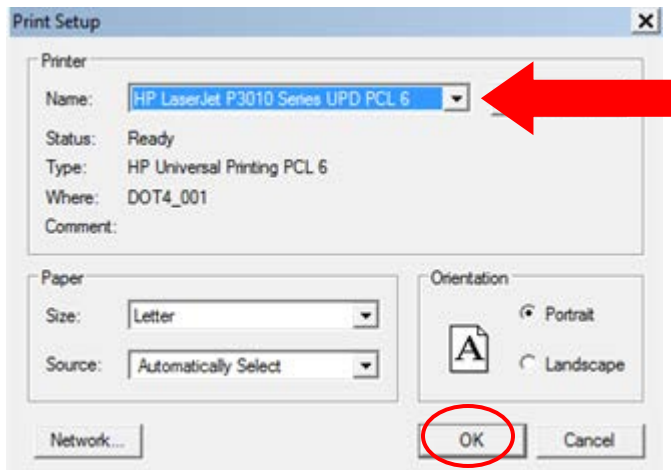 Print Setup
Printer
Name: HP LaserJet P3010 Series UPD PCL 6
Status: Ready
Type: HP Universal Printing PCL 6
Where: DOT4_001
Comment:
Paper
Size: Letter
Source: Automatically Select
Orientation
A
Portrait
Landscape
Network...
OK
Cancel